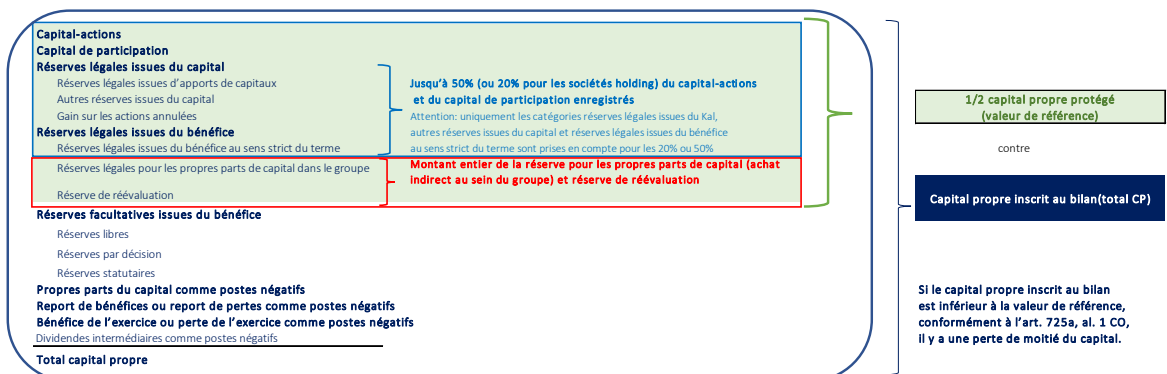 Capital-actions
Capital de participation
Réserves légales issues du capital
Réserves légales issues d'apports de capitaux
Autres réserves issues du capital
Gain sur les actions annulées
Réserves légales issues du bénéfice
Réserves légales issues du bénéfice au sens strict du terme
Jusqu'à 50% (ou 20% pour les sociétés holding) du capital-actions
et du capital de participation enregistrés
Attention: uniquement les catégories réserves légales issues du Kal,
autres réserves issues du capital et réserves légales issues du bénéfice
au sens strict du terme sont prises en compte pour les 20% ou 50%
Réserves légales pour les propres parts de capital dans le groupe
Réserve de réévaluation
Montant entier de la réserve pour les propres parts de capital (achat
indirect au sein du groupe) et réserve de réévaluation
Réserves facultatives issues du bénéfice
Réserves libres
Réserves par décision
Réserves statutaires
Propres parts du capital comme postes négatifs
Report de bénéfices ou report de pertes comme postes négatifs
Bénéfice de l'exercice ou perte de l'exercice comme postes négatifs
Dividendes intermédiaires comme postes négatifs
Total capital propre
1/2 capital propre protégé
(valeur de référence)
contre
Capital propre inscrit au bilan(total CP)
Si le capital propre inscrit au bilan
est inférieur à la valeur de référence,
conformément à l'art. 725a, al. 1 CO,
il y a une perte de moitié du capital.